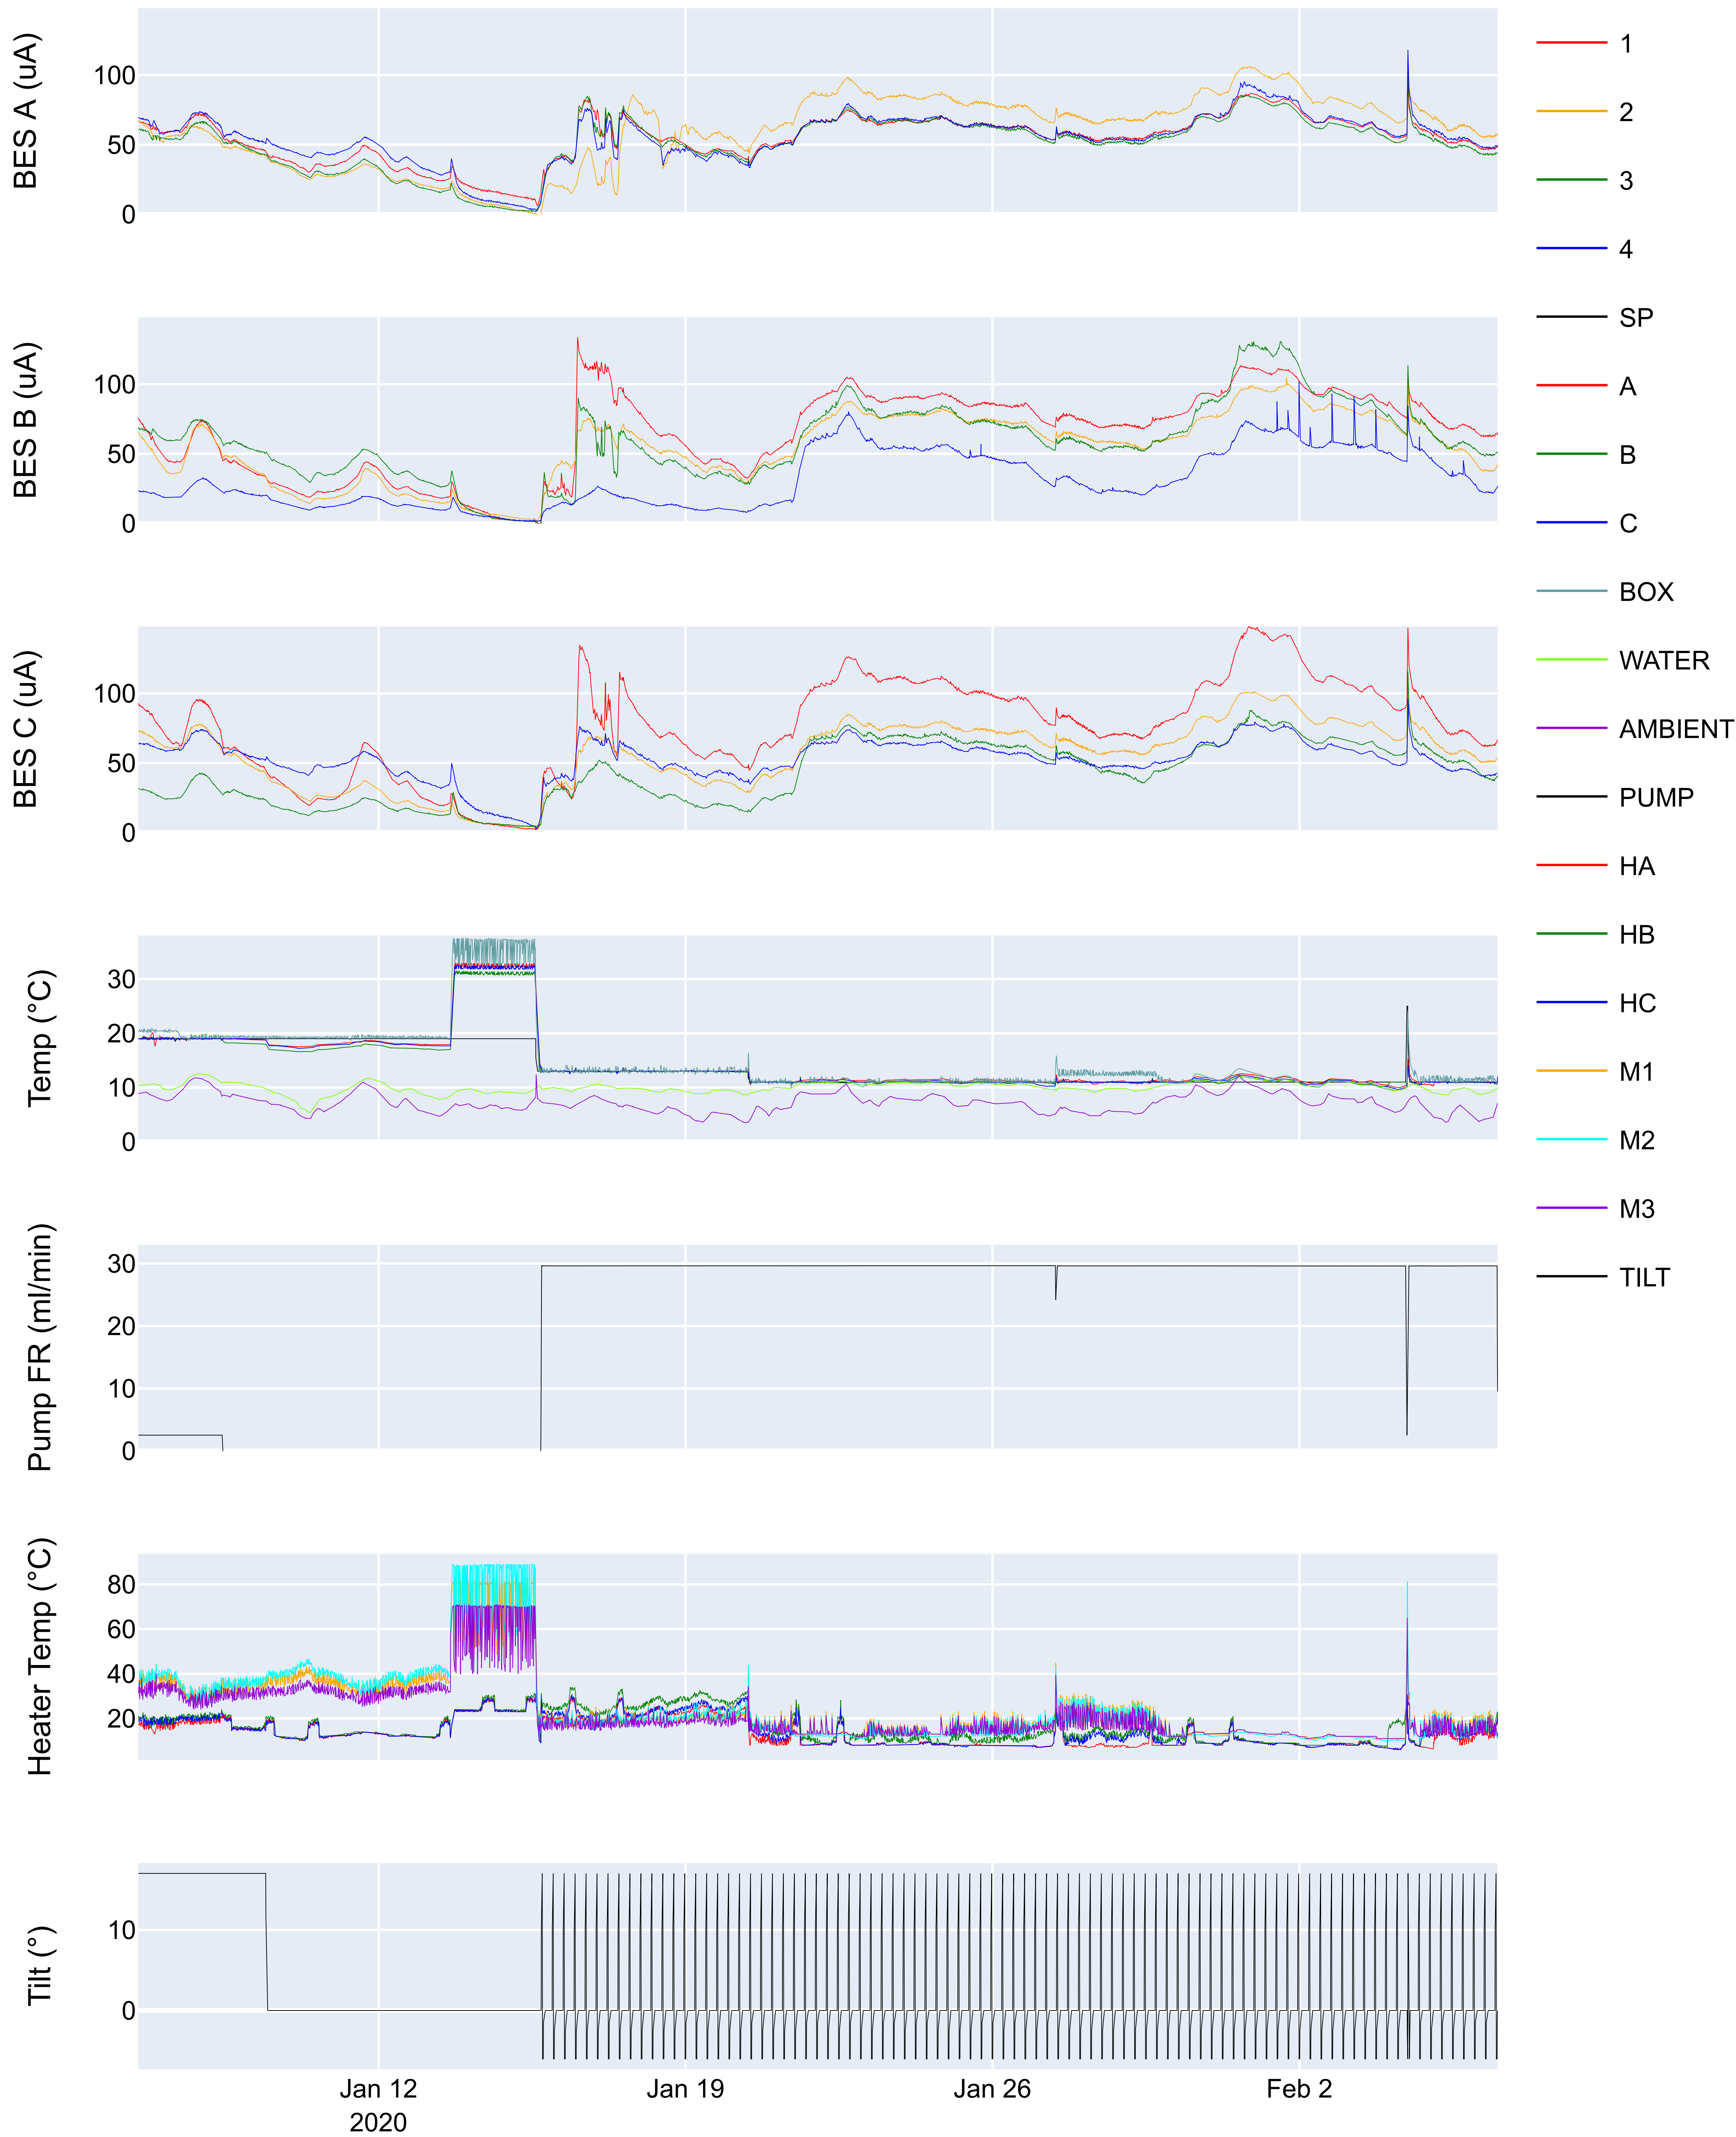 BES A (uA)
100
50
0
BES B (uA)
100
50
0
BES C (uA)
100
50
0
Temp (°C)
30
20
10
0
Pump FR (ml/min)
30
20
10
0
Heater Temp (°C)
80
60
40
20
Tilt (°)
10
0
Jan 12
2020
Jan 19
Jan 26
Feb 2
1
2
3
4
SP
A
B
C
BOX
WATER
AMBIENT
PUMP
HA
HB
HC
M1
M2
M3
TILT